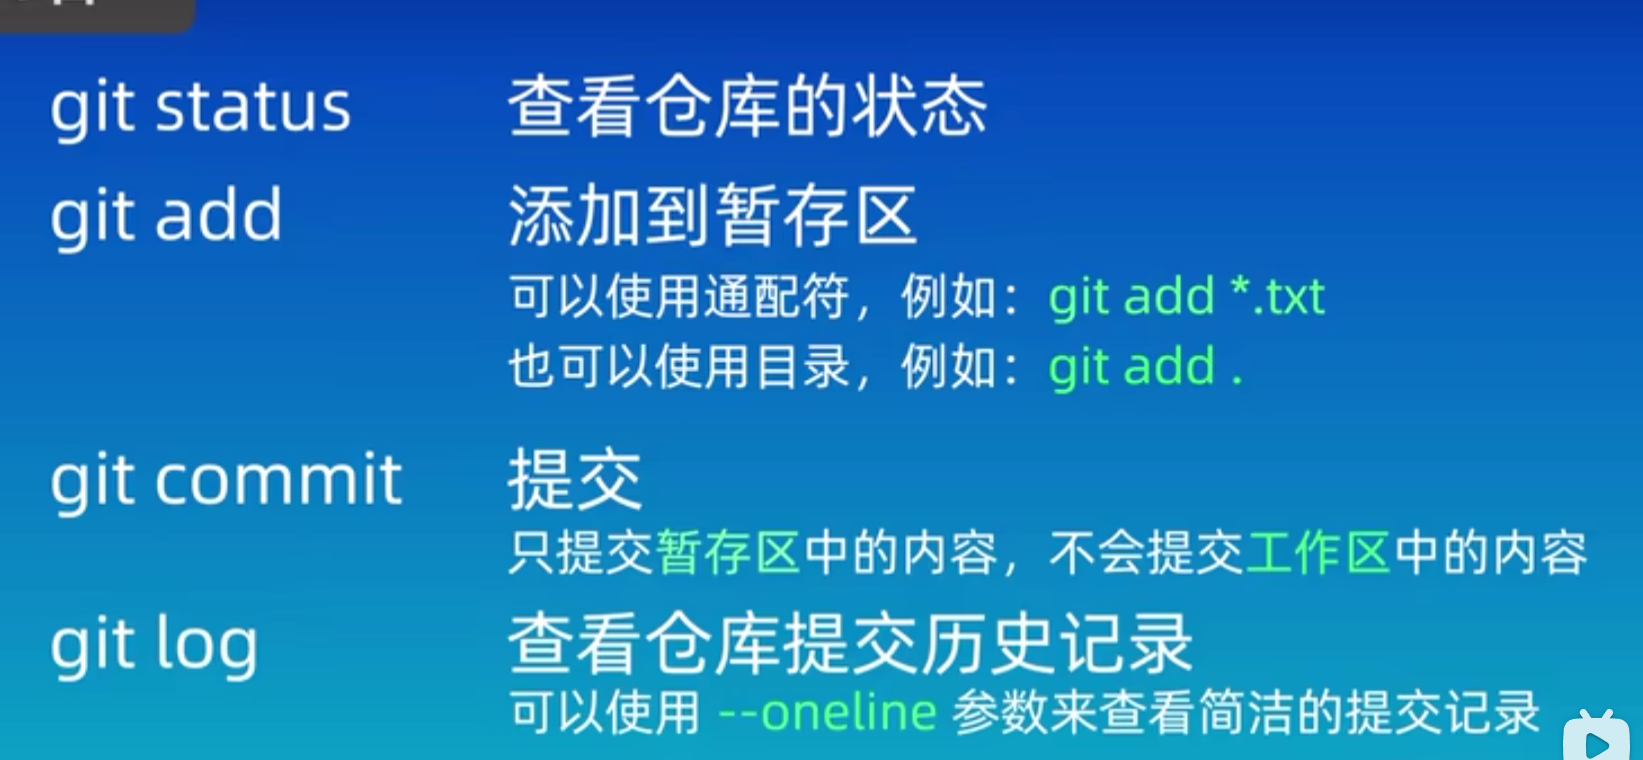 git status 查看仓库的状态
git add 添加到暂存区
可以使用通配符，例如：git add *.txt
也可以使用目录，例如：git add .
git commit 提交
只提交暂存区中的内容，不会提交工作区中的内容
git log 查看仓库提交历史记录
可以使用 --oneline 参数来查看简洁的提交记录